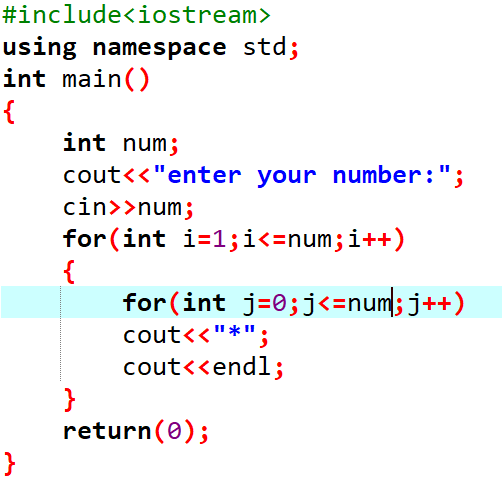 #include<iostream>
using namespace std;
int main()
{
    int num;
    cout<<"enter your number:";
    cin>>num;
    for(int i=1;i<=num;i++)
    {
        for(int j=0;j<=num;j++)
        cout<<"*";
        cout<<endl;
    }
    return(0);
}